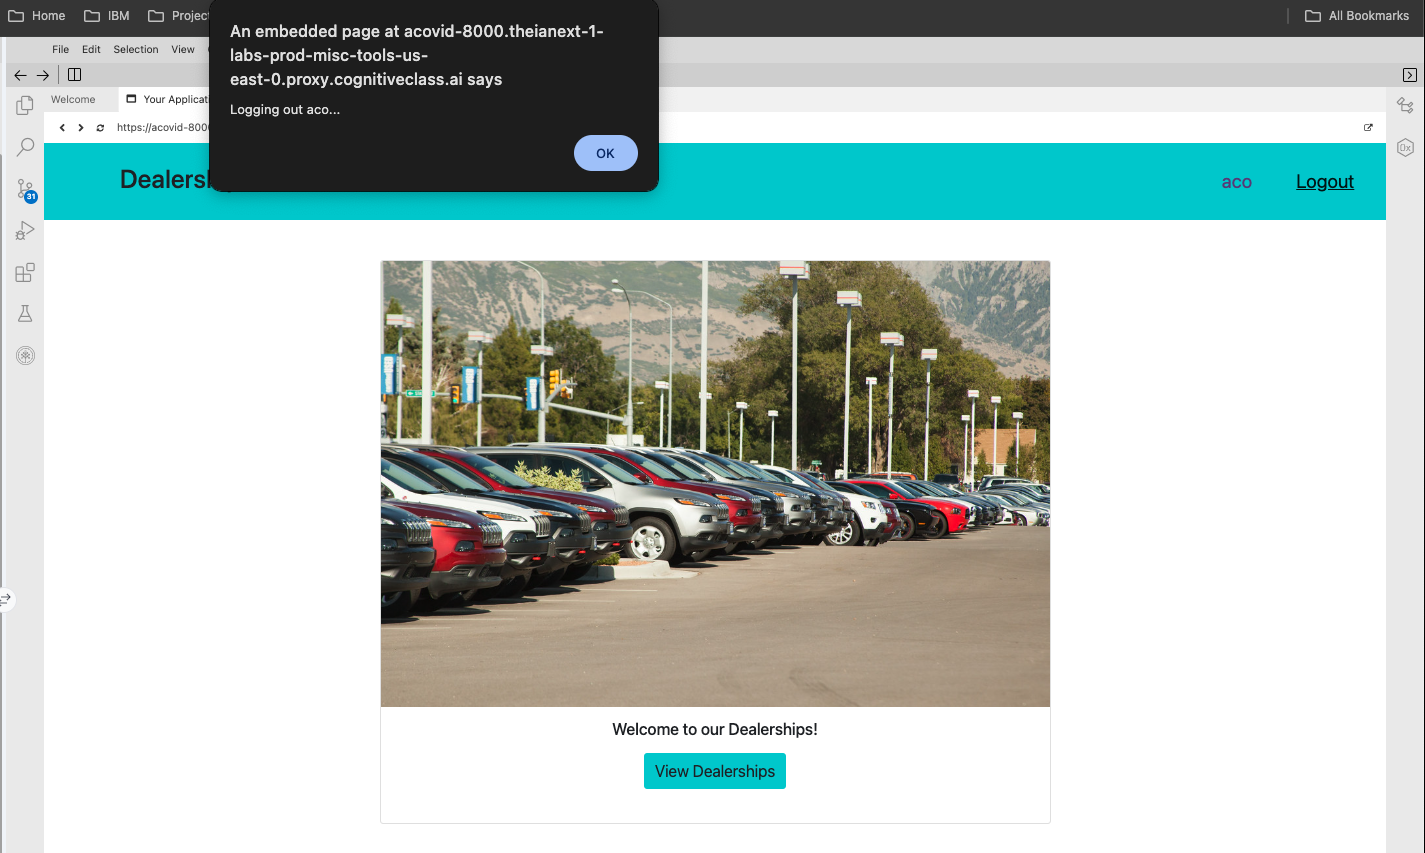 Home
IBM
Project
All Bookmarks
An embedded page at acovid-8000.theianext-1-
labs-prod-misc-tools-us-
east-0.proxy.cognitiveclass.ai says
Logging out aco...
OK
File Edit Selection View
Welcome
Your Applicat
https://acovid-800
31
Dealersh
aco
Logout
Welcome to our Dealerships!
View Dealerships